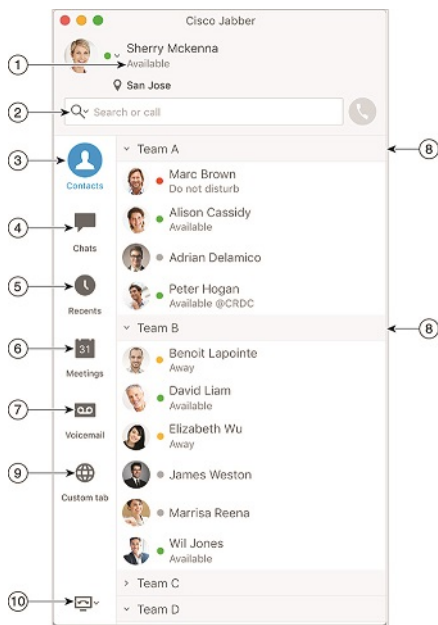 Cisco Jabber
Sherry Mckenna
1
Available
San Jose
2
Search or call
3
Contacts
Team A
8
Marc Brown
Do not disturb
4
Chats
Alison Cassidy
Available
Adrian Delamico
5
Recents
Peter Hogan
Available @CRDC
Team B
8
6
31
Meetings
Benoit Lapointe
Away
David Liam
Available
7
Voicemail
Elizabeth Wu
Away
9
Custom tab
James Weston
Marrisa Reena
Wil Jones
Available
Team C
10
Team D